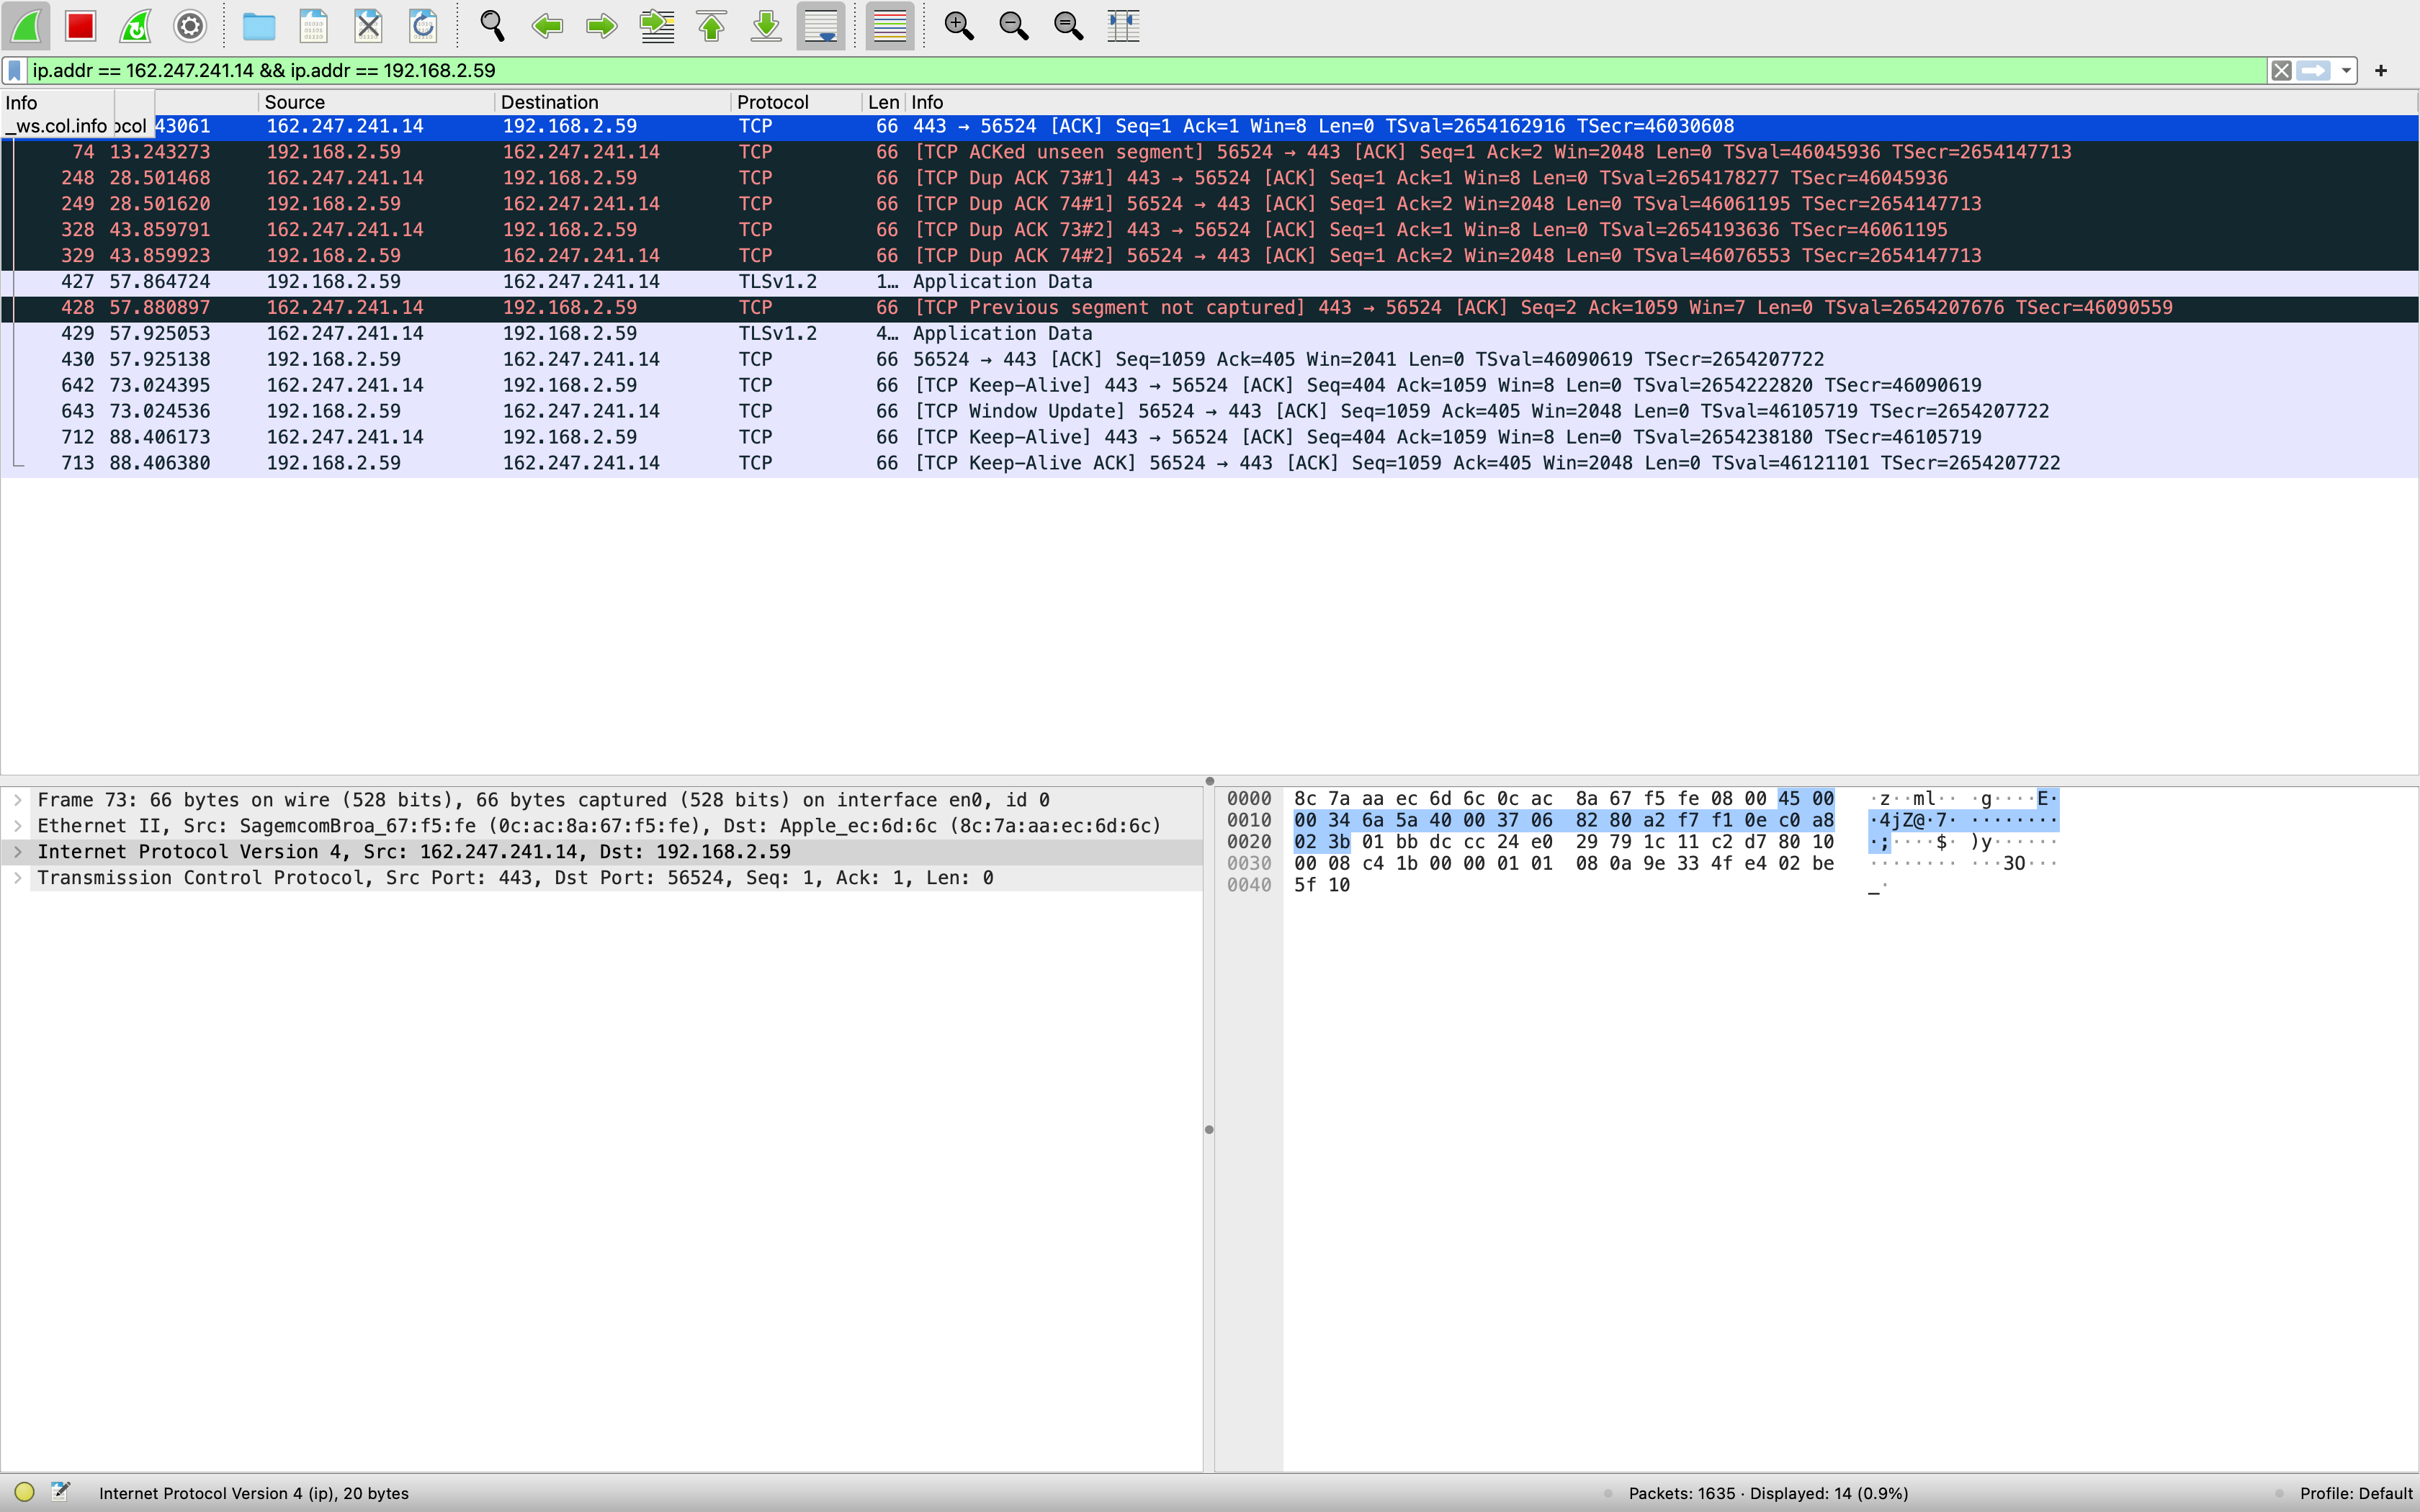 ip.addr == 162.247.241.14 && ip.addr == 192.168.2.59
Info Source Destination Protocol Len Info
_ws.col.info ocol 43061 162.247.241.14 192.168.2.59 TCP 66 443 → 56524 [ACK] Seq=1 Ack=1 Win=8 Len=0 TSval=2654162916 TSecr=46030608
74 13.243273 192.168.2.59 162.247.241.14 TCP 66 [TCP ACKed unseen segment] 56524 → 443 [ACK] Seq=1 Ack=2 Win=2048 Len=0 TSval=46045936 TSecr=2654147713
248 28.501468 162.247.241.14 192.168.2.59 TCP 66 [TCP Dup ACK 73#1] 443 → 56524 [ACK] Seq=1 Ack=1 Win=8 Len=0 TSval=2654178277 TSecr=46045936
249 28.501620 192.168.2.59 162.247.241.14 TCP 66 [TCP Dup ACK 74#1] 56524 → 443 [ACK] Seq=1 Ack=2 Win=2048 Len=0 TSval=46061195 TSecr=2654147713
328 43.859791 162.247.241.14 192.168.2.59 TCP 66 [TCP Dup ACK 73#2] 443 → 56524 [ACK] Seq=1 Ack=1 Win=8 Len=0 TSval=2654193636 TSecr=46061195
329 43.859923 192.168.2.59 162.247.241.14 TCP 66 [TCP Dup ACK 74#2] 56524 → 443 [ACK] Seq=1 Ack=2 Win=2048 Len=0 TSval=46076553 TSecr=2654147713
427 57.864724 192.168.2.59 162.247.241.14 TLSv1.2 1… Application Data
428 57.880897 162.247.241.14 192.168.2.59 TCP 66 [TCP Previous segment not captured] 443 → 56524 [ACK] Seq=2 Ack=1059 Win=7 Len=0 TSval=2654207676 TSecr=46090559
429 57.925053 162.247.241.14 192.168.2.59 TLSv1.2 4… Application Data
430 57.925138 192.168.2.59 162.247.241.14 TCP 66 56524 → 443 [ACK] Seq=1059 Ack=405 Win=2041 Len=0 TSval=46090619 TSecr=2654207722
642 73.024395 162.247.241.14 192.168.2.59 TCP 66 [TCP Keep-Alive] 443 → 56524 [ACK] Seq=404 Ack=1059 Win=8 Len=0 TSval=2654222820 TSecr=46090619
643 73.024536 192.168.2.59 162.247.241.14 TCP 66 [TCP Window Update] 56524 → 443 [ACK] Seq=1059 Ack=405 Win=2048 Len=0 TSval=46105719 TSecr=2654207722
712 88.406173 162.247.241.14 192.168.2.59 TCP 66 [TCP Keep-Alive] 443 → 56524 [ACK] Seq=404 Ack=1059 Win=8 Len=0 TSval=2654238180 TSecr=46105719
713 88.406380 192.168.2.59 162.247.241.14 TCP 66 [TCP Keep-Alive ACK] 56524 → 443 [ACK] Seq=1059 Ack=405 Win=2048 Len=0 TSval=46121101 TSecr=2654207722
Frame 73: 66 bytes on wire (528 bits), 66 bytes captured (528 bits) on interface en0, id 0
Ethernet II, Src: SagemcomBroa_67:f5:fe (0c:ac:8a:67:f5:fe), Dst: Apple_ec:6d:6c (8c:7a:aa:ec:6d:6c)
Internet Protocol Version 4, Src: 162.247.241.14, Dst: 192.168.2.59
Transmission Control Protocol, Src Port: 443, Dst Port: 56524, Seq: 1, Ack: 1, Len: 0
0000 8c 7a aa ec 6d 6c 0c ac 8a 67 f5 fe 08 00 45 00 ·z··ml·· ·g····E·
0010 00 34 6a 5a 40 00 37 06 82 80 a2 f7 f1 0e c0 a8 ·4jZ@·7· ········
0020 02 3b 01 bb dc cc 24 e0 29 79 1c 11 c2 d7 80 10 ·;····$· )y······
0030 00 08 c4 1b 00 00 01 01 08 0a 9e 33 4f e4 02 be ········ ···3O···
0040 5f 10 _·
Internet Protocol Version 4 (ip), 20 bytes
Packets: 1635 · Displayed: 14 (0.9%)
Profile: Default